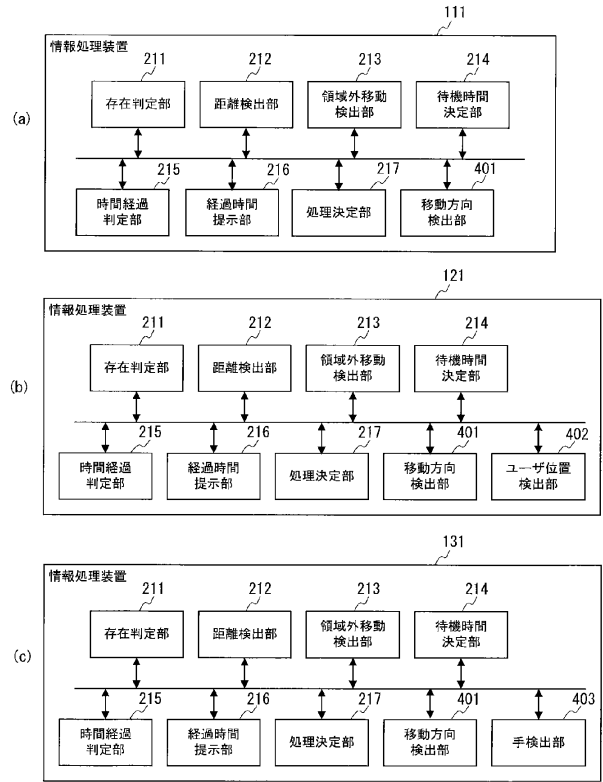 111
情報処理装置
211 212 213 214
(a)
存在判定部 距離検出部 領域外移動検出部 待機時間決定部
215 216 217 401
時間経過判定部 経過時間提示部 処理決定部 移動方向検出部
121
情報処理装置
211 212 213 214
(b)
存在判定部 距離検出部 領域外移動検出部 待機時間決定部
215 216 217 401 402
時間経過判定部 経過時間提示部 処理決定部 移動方向検出部 ユーザ位置検出部
131
情報処理装置
211 212 213 214
(c)
存在判定部 距離検出部 領域外移動検出部 待機時間決定部
215 216 217 401 403
時間経過判定部 経過時間提示部 処理決定部 移動方向検出部 手検出部